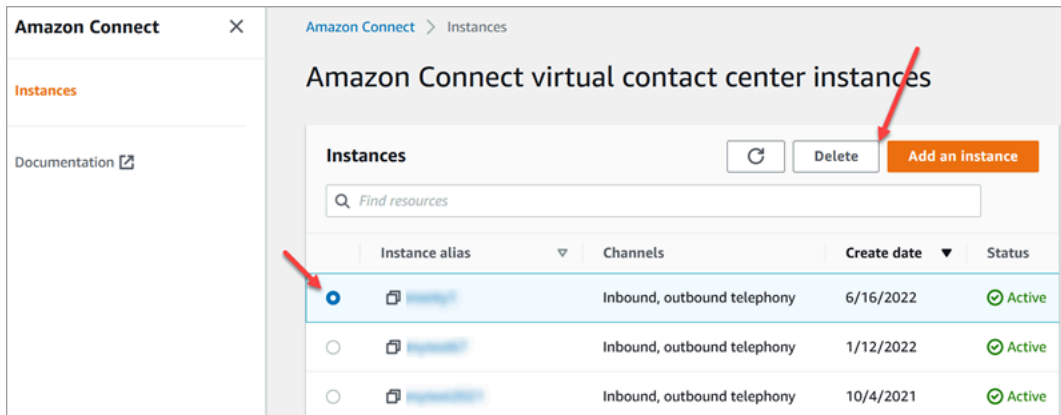 Amazon Connect
Amazon Connect > Instances
Amazon Connect virtual contact center instances
Instances
Documentation
Instances Delete Add an instance
Find resources
Instance alias Channels Create date Status
Inbound, outbound telephony 6/16/2022 Active
Inbound, outbound telephony 1/12/2022 Active
Inbound, outbound telephony 10/4/2021 Active